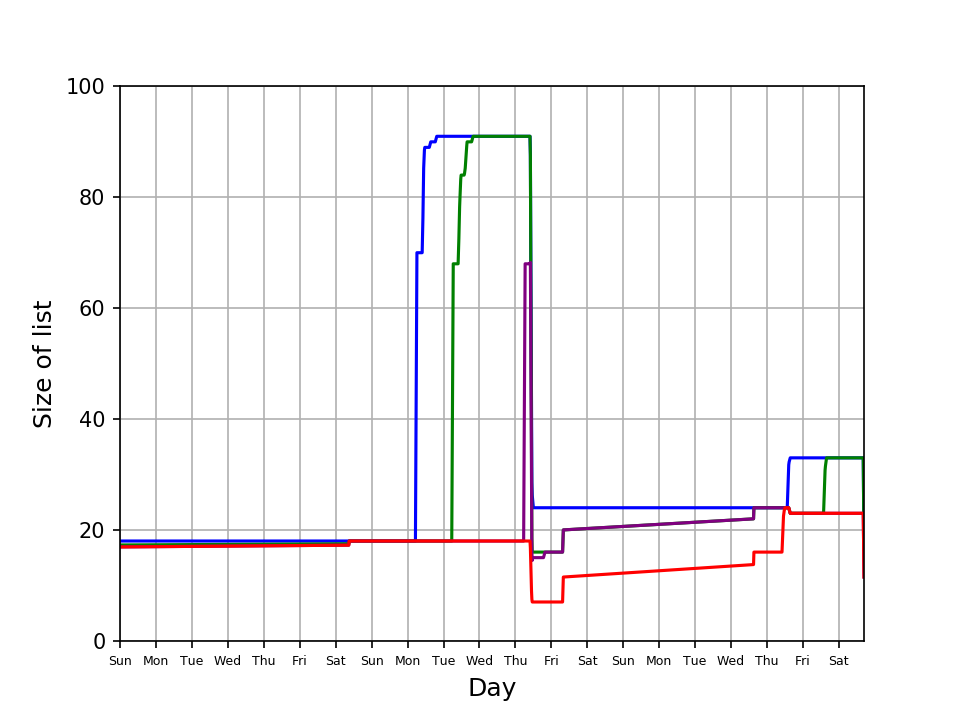 100
80
60
40
20
0
Size of list
Sun Mon Tue Wed Thu Fri Sat Sun Mon Tue Wed Thu Fri Sat Sun Mon Tue Wed Thu Fri Sat
Day